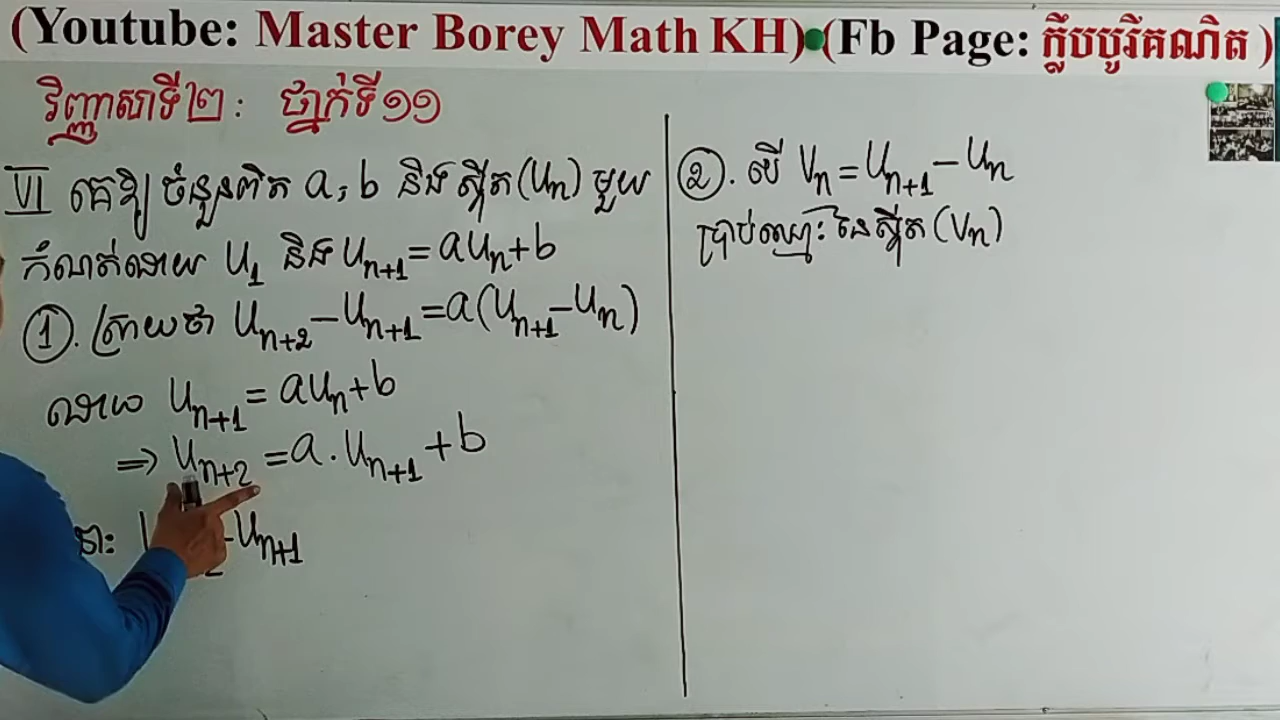 (Youtube: Master Borey Math KH) (Fb Page: ក្លឹបបូរីគណិត )
វិញ្ញាសាទី២ : ថ្នាក់ទី១១
VI គេឱ្យ ចំនួនពិត a, b និង ស្វ៊ីត (Uₙ) មួយ
កំណត់ដោយ U₁ និង Uₙ₊₁ = aUₙ + b
①. ស្រាយថា Uₙ₊₂ − Uₙ₊₁ = a(Uₙ₊₁ − Uₙ)
ដោយ Uₙ₊₁ = aUₙ + b
⇒ Uₙ₊₂ = a . Uₙ₊₁ + b
នាះ − Uₙ₊₁
②. បើ Vₙ = Uₙ₊₁ − Uₙ
ប្រាប់ឈ្មោះ នៃស្វ៊ីត (Vₙ)